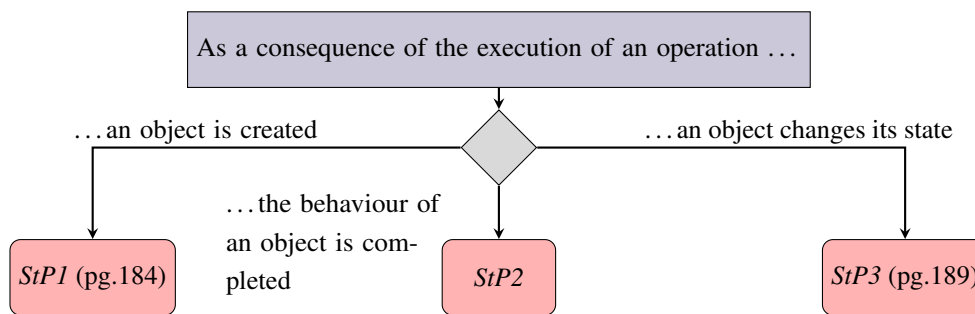 As a consequence of the execution of an operation ...
...an object is created
...an object changes its state
...the behaviour of
an object is com-
pleted
StP1 (pg.184)
StP2
StP3 (pg.189)